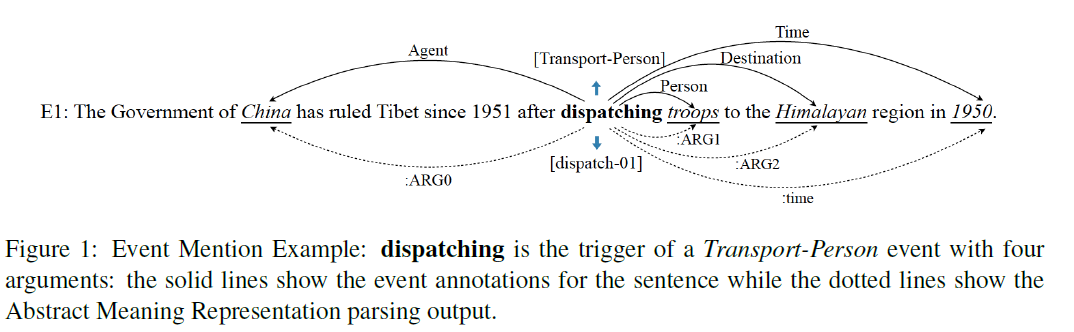 Time
Agent
[Transport-Person]
Destination
Person
E1: The Government of China has ruled Tibet since 1951 after dispatching troops to the Himalayan region in 1950.
:ARG1
[dispatch-01]
:ARG2
:ARG0
:time
Figure 1: Event Mention Example: dispatching is the trigger of a Transport-Person event with four
arguments: the solid lines show the event annotations for the sentence while the dotted lines show the
Abstract Meaning Representation parsing output.